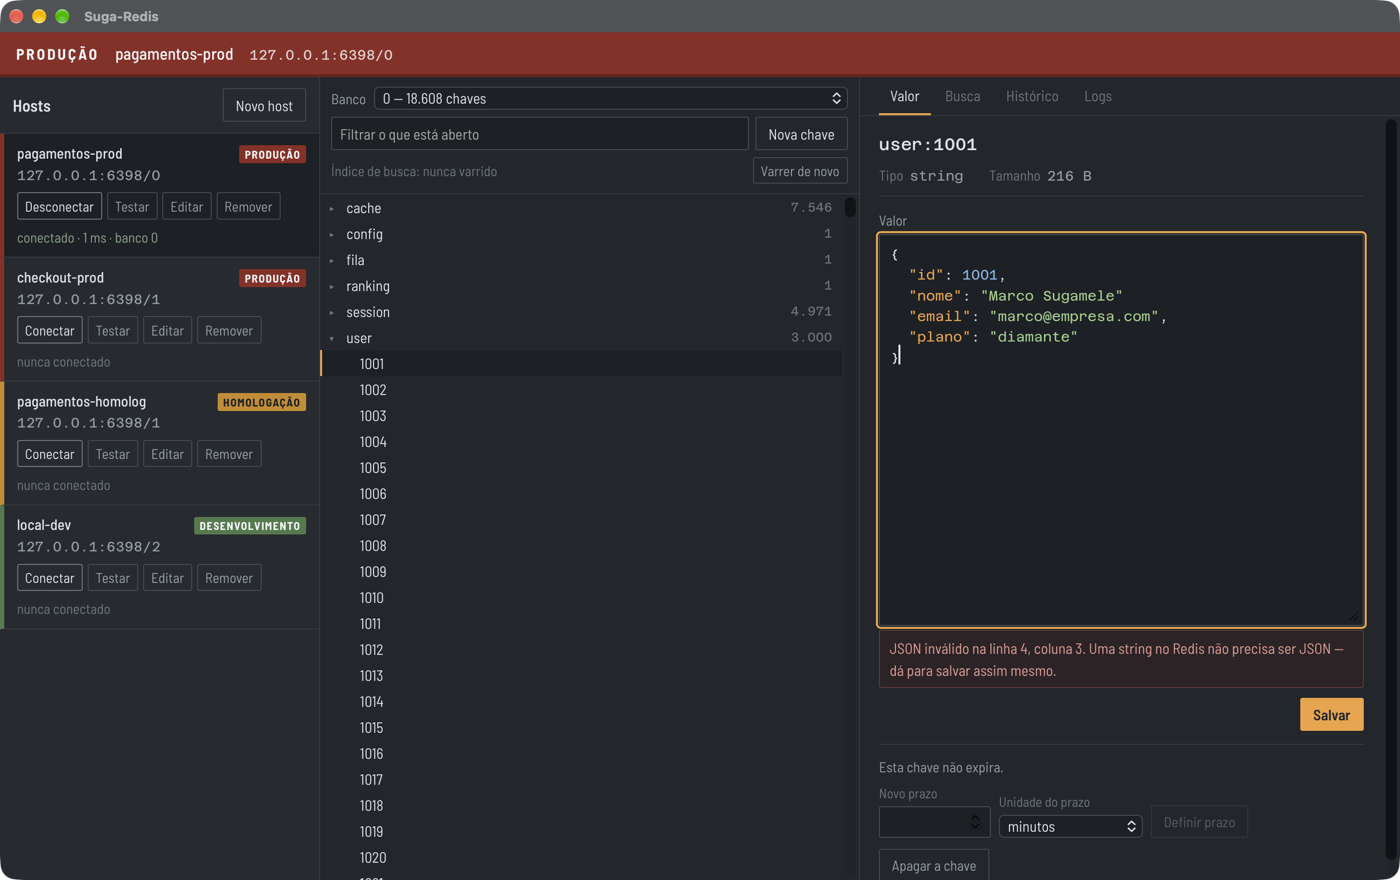 Suga-Redis
PRODUÇÃO pagamentos-prod 127.0.0.1:6398/0
Hosts
Novo host
pagamentos-prod PRODUÇÃO
127.0.0.1:6398/0
Desconectar Testar Editar Remover
conectado · 1 ms · banco 0
checkout-prod PRODUÇÃO
127.0.0.1:6398/1
Conectar Testar Editar Remover
nunca conectado
pagamentos-homolog HOMOLOGAÇÃO
127.0.0.1:6398/1
Conectar Testar Editar Remover
nunca conectado
local-dev DESENVOLVIMENTO
127.0.0.1:6398/2
Conectar Testar Editar Remover
nunca conectado
Banco 0 — 18.608 chaves
Filtrar o que está aberto Nova chave
Índice de busca: nunca varrido Varrer de novo
cache 7.546
config 1
fila 1
ranking 1
session 4.971
user 3.000
1001
1002
1003
1004
1005
1006
1007
1008
1009
1010
1011
1012
1013
1014
1015
1016
1017
1018
1019
1020
Valor Busca Histórico Logs
user:1001
Tipo string Tamanho 216 B
Valor
{
"id": 1001,
"nome": "Marco Sugamele"
"email": "marco@empresa.com",
"plano": "diamante"
}
JSON inválido na linha 4, coluna 3. Uma string no Redis não precisa ser JSON —
dá para salvar assim mesmo.
Salvar
Esta chave não expira.
Novo prazo
Unidade do prazo
minutos
Definir prazo
Apagar a chave